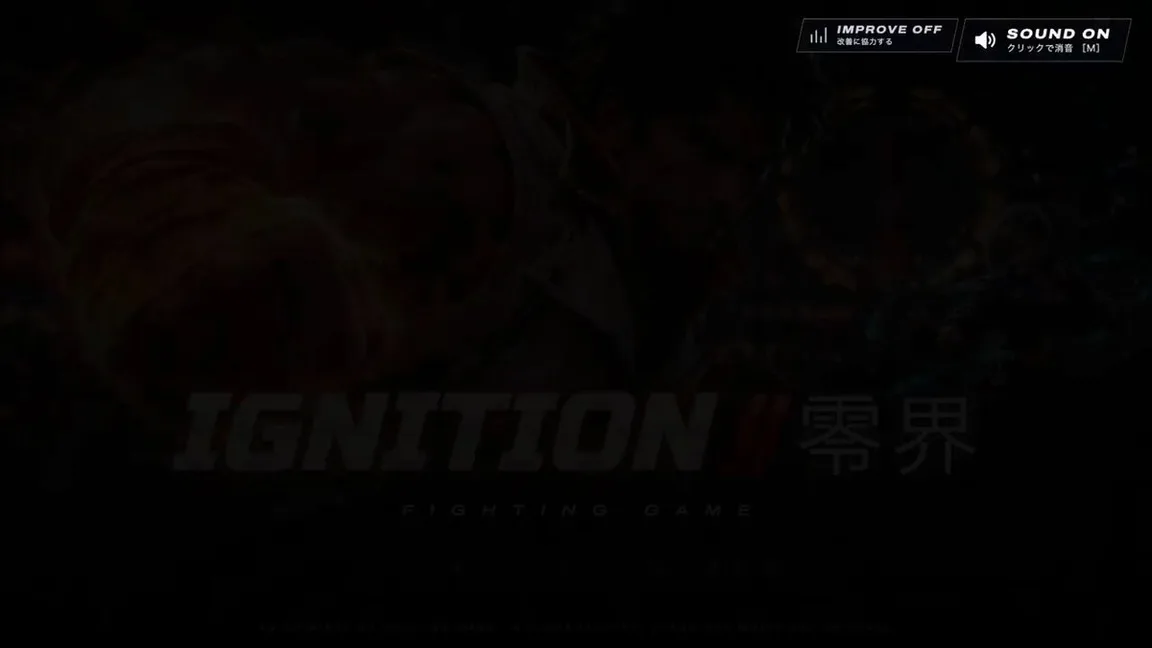 IMPROVE OFF
改善に協力する
SOUND ON
クリックで消音 [M]
IGNITION // 零界
FIGHTING GAME